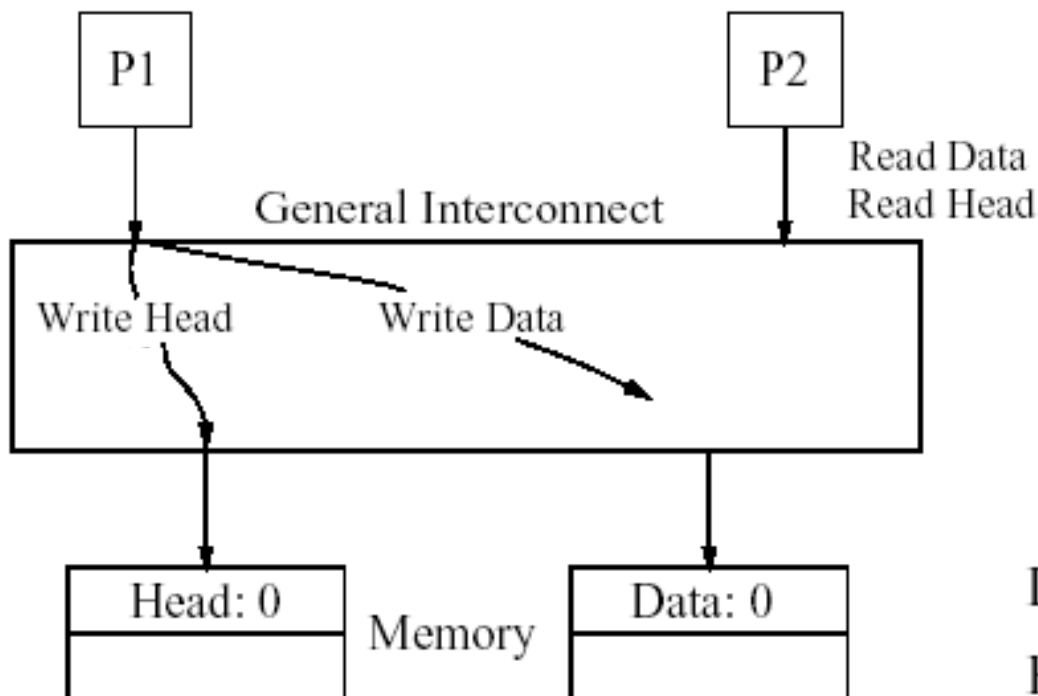 P1
P2
Read Data
Read Head
General Interconnect
Write Head
Write Data
Head: 0
Memory
Data: 0